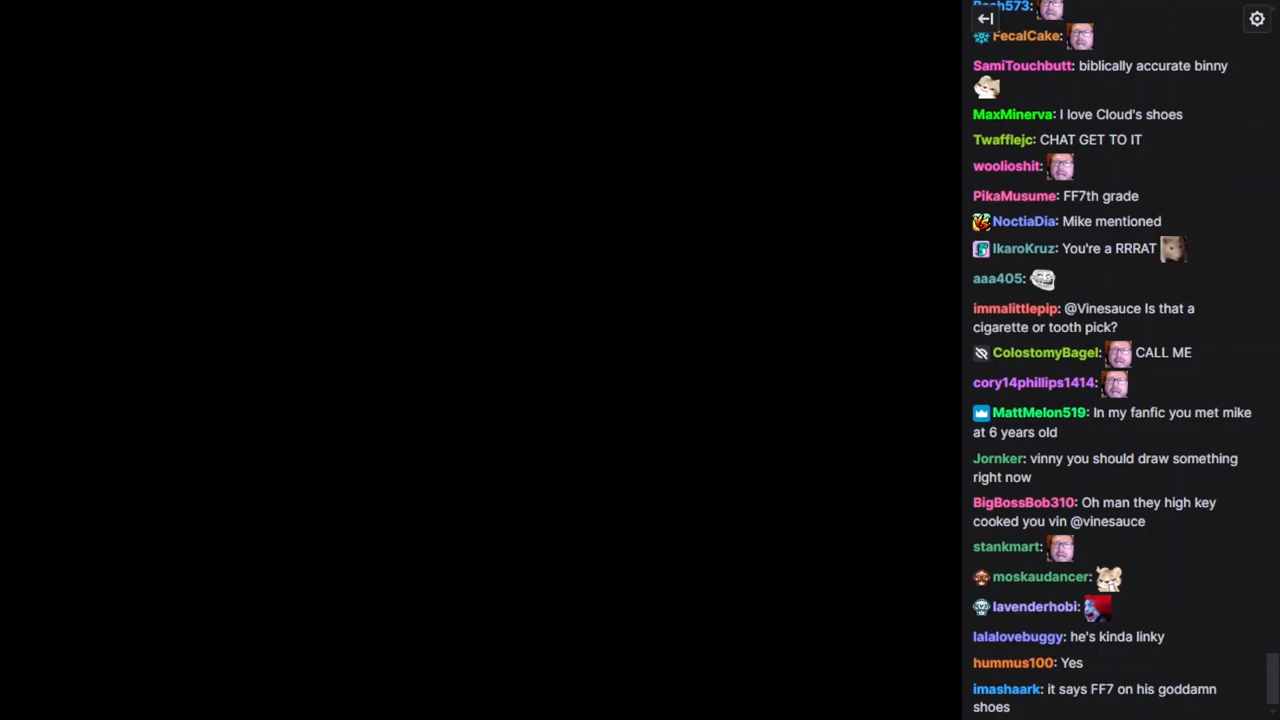 FecalCake:
SamiTouchbutt: biblically accurate binny
MaxMinerva: I love Cloud's shoes
Twafflejc: CHAT GET TO IT
woolioshit:
PikaMusume: FF7th grade
NoctiaDia: Mike mentioned
IkaroKruz: You're a RRRAT
aaa405:
immalittlepip: @Vinesauce Is that a
cigarette or tooth pick?
ColostomyBagel: CALL ME
cory14phillips1414:
MattMelon519: In my fanfic you met mike
at 6 years old
Jornker: vinny you should draw something
right now
BigBossBob310: Oh man they high key
cooked you vin @vinesauce
stankmart:
moskaudancer:
lavenderhobi:
lalalovebuggy: he's kinda linky
hummus100: Yes
imashaark: it says FF7 on his goddamn
shoes